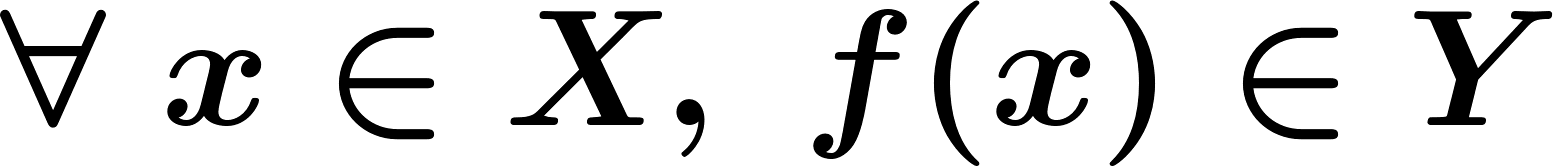 ∀ x ∈ X, f(x) ∈ Y